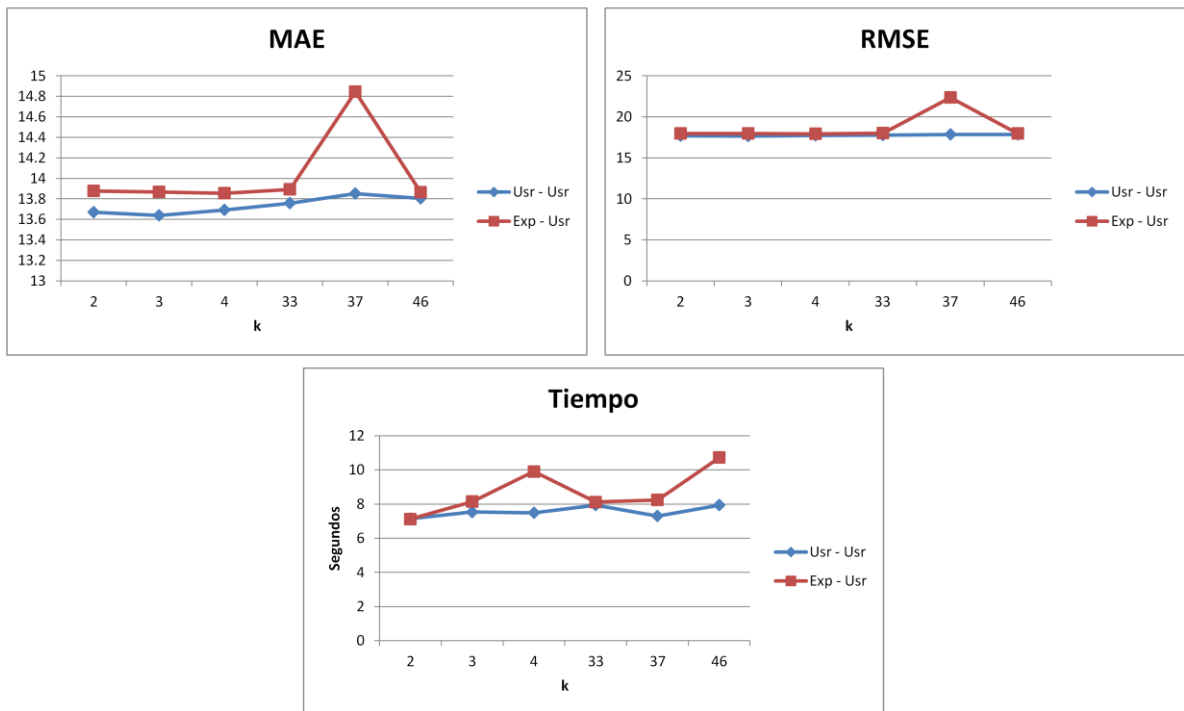 MAE
15
14.8
14.6
14.4
14.2
14
13.8
13.6
13.4
13.2
13
2 3 4 33 37 46
k
Usr - Usr
Exp - Usr
RMSE
25
20
15
10
5
0
2 3 4 33 37 46
k
Usr - Usr
Exp - Usr
Tiempo
Segundos
12
10
8
6
4
2
0
2 3 4 33 37 46
k
Usr - Usr
Exp - Usr